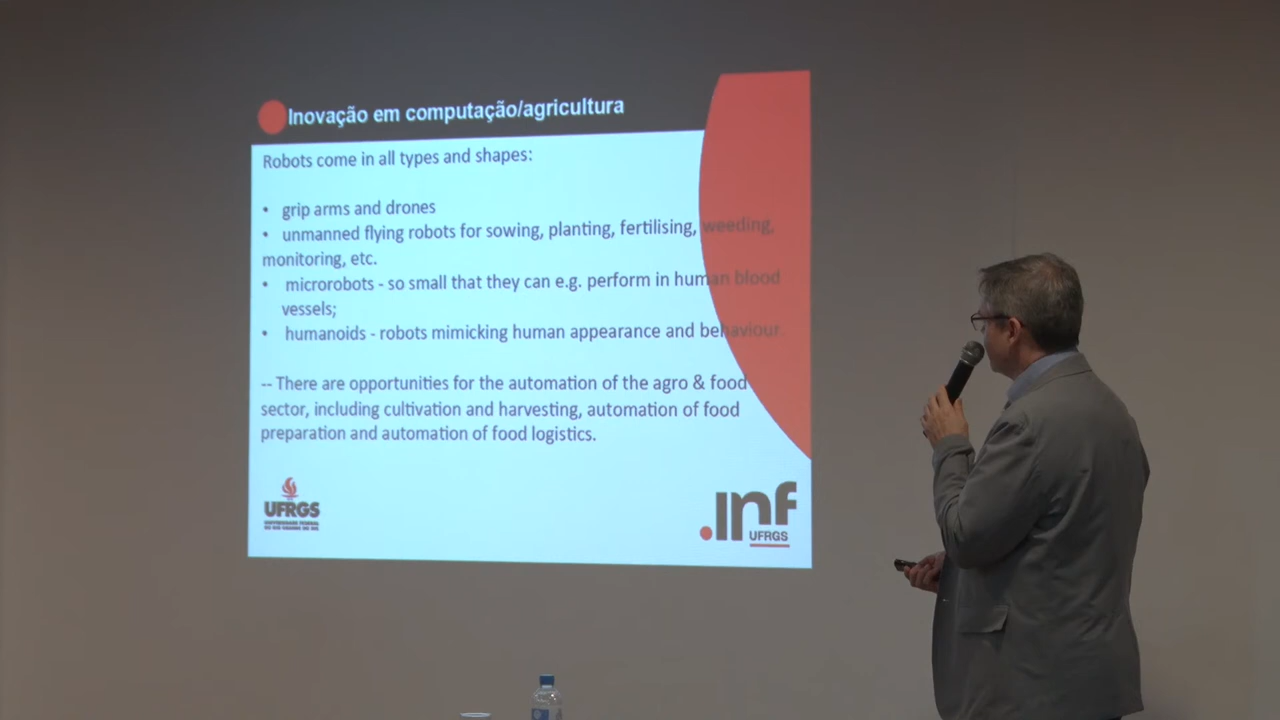 Inovação em computação/agricultura
Robots come in all types and shapes:
• grip arms and drones
• unmanned flying robots for sowing, planting, fertilising, weeding,
monitoring, etc.
• microrobots - so small that they can e.g. perform in human blood
vessels;
• humanoids - robots mimicking human appearance and behaviour.
-- There are opportunities for the automation of the agro & food
sector, including cultivation and harvesting, automation of food
preparation and automation of food logistics.
UFRGS
UNIVERSIDADE FEDERAL
DO RIO GRANDE DO SUL
.inf
UFRGS